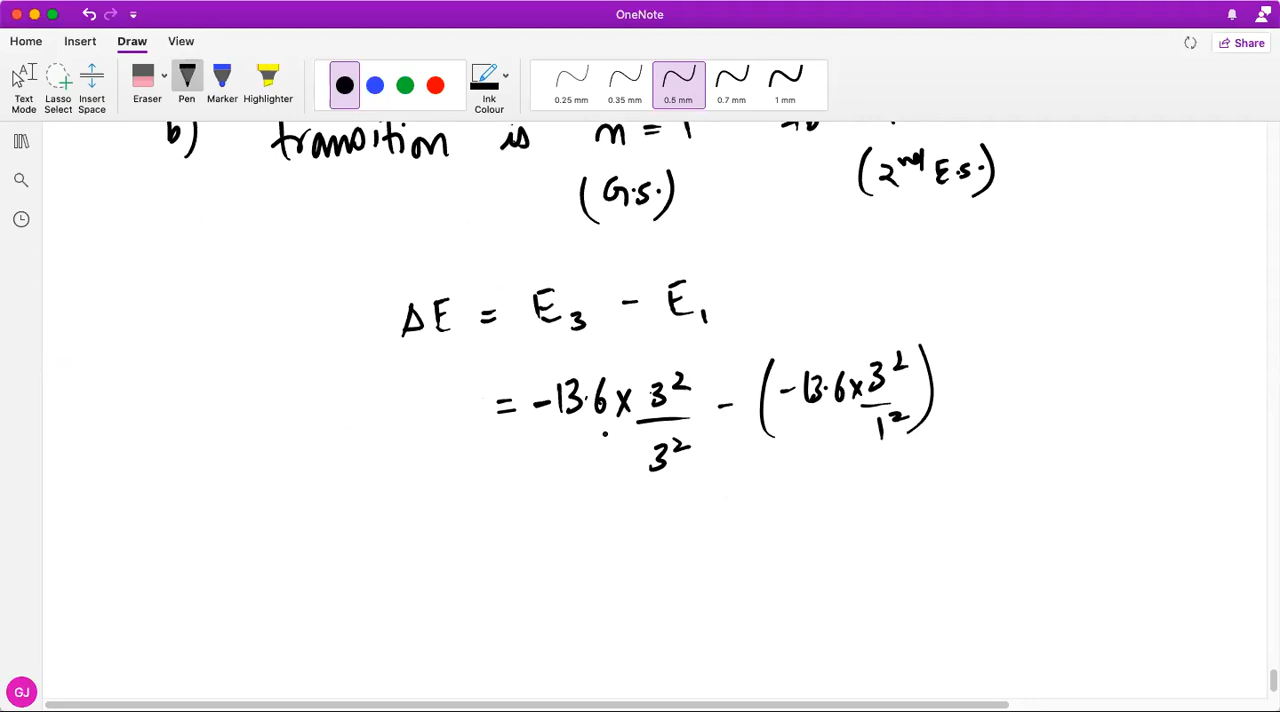 OneNote
Home Insert Draw View
Share
Text Mode
Lasso Select
Insert Space
Eraser
Pen
Marker
Highlighter
Ink Colour
0.25 mm
0.35 mm
0.5 mm
0.7 mm
1 mm
b) transition is n = 1 to
(G.S.) (2nd E.S.)
ΔE = E₃ - E₁
= -13.6 x 3²/3² - (-13.6 x 3²/1²)
GJ